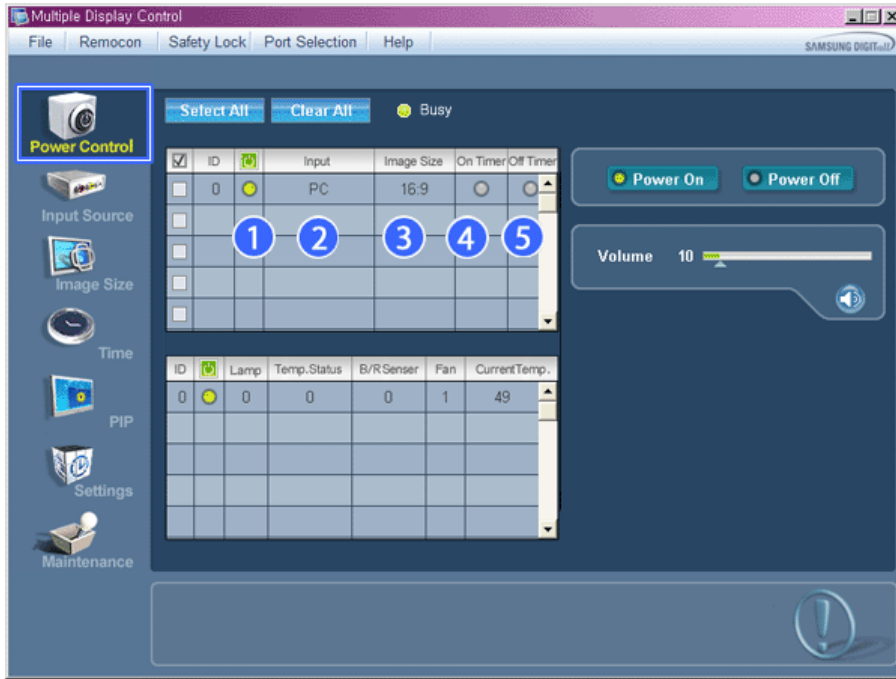 Multiple Display Control
File Remocon Safety Lock Port Selection Help
SAMSUNG DIGITall
Select All Clear All Busy
Power Control
ID Input Image Size On Timer Off Timer
0 PC 16:9
Power On Power Off
Input Source
1 2 3 4 5
Volume 10
Image Size
Time
ID Lamp Temp.Status B/R Senser Fan CurrentTemp.
0 0 0 0 1 49
PIP
Settings
Maintenance